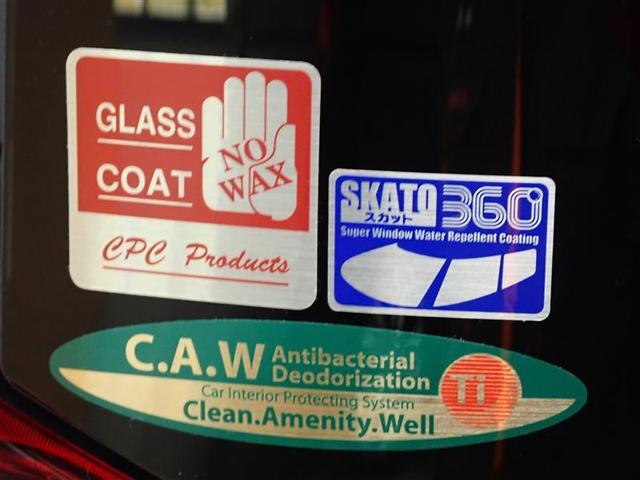 GLASS
COAT
NO
WAX
CPC Products
SKATO 360°
スカット
Super Window Water Repellent Coating
C.A.W Antibacterial
Deodorization
Ti
Car Interior Protecting System
Clean.Amenity.Well